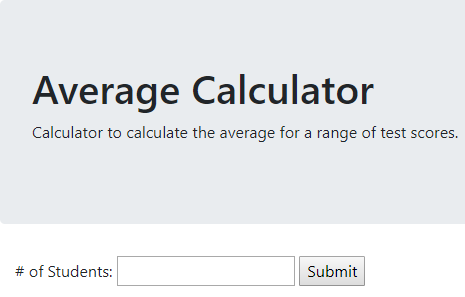 Average Calculator
Calculator to calculate the average for a range of test scores.
# of Students: Submit